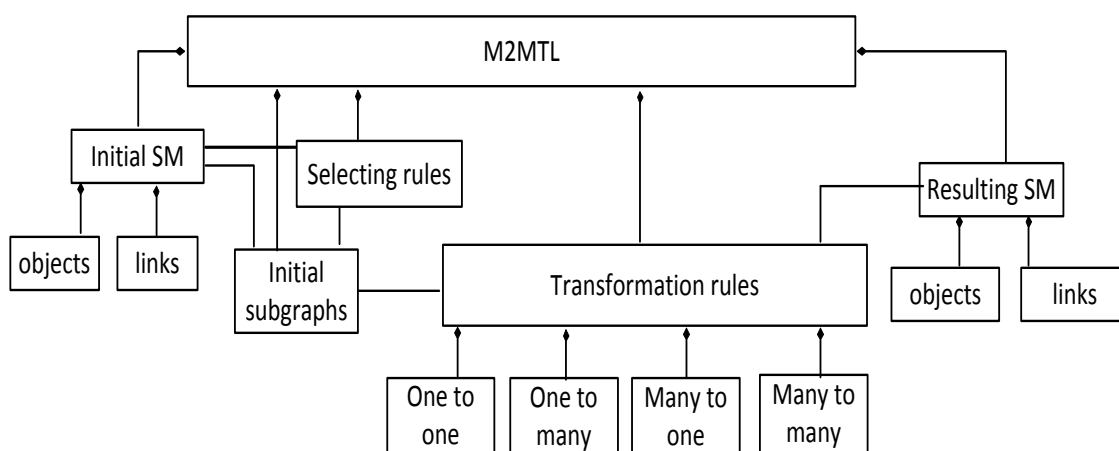 M2MTL
Initial SM
Selecting rules
Resulting SM
objects
links
Initial
subgraphs
Transformation rules
objects
links
One to
one
One to
many
Many to
one
Many to
many